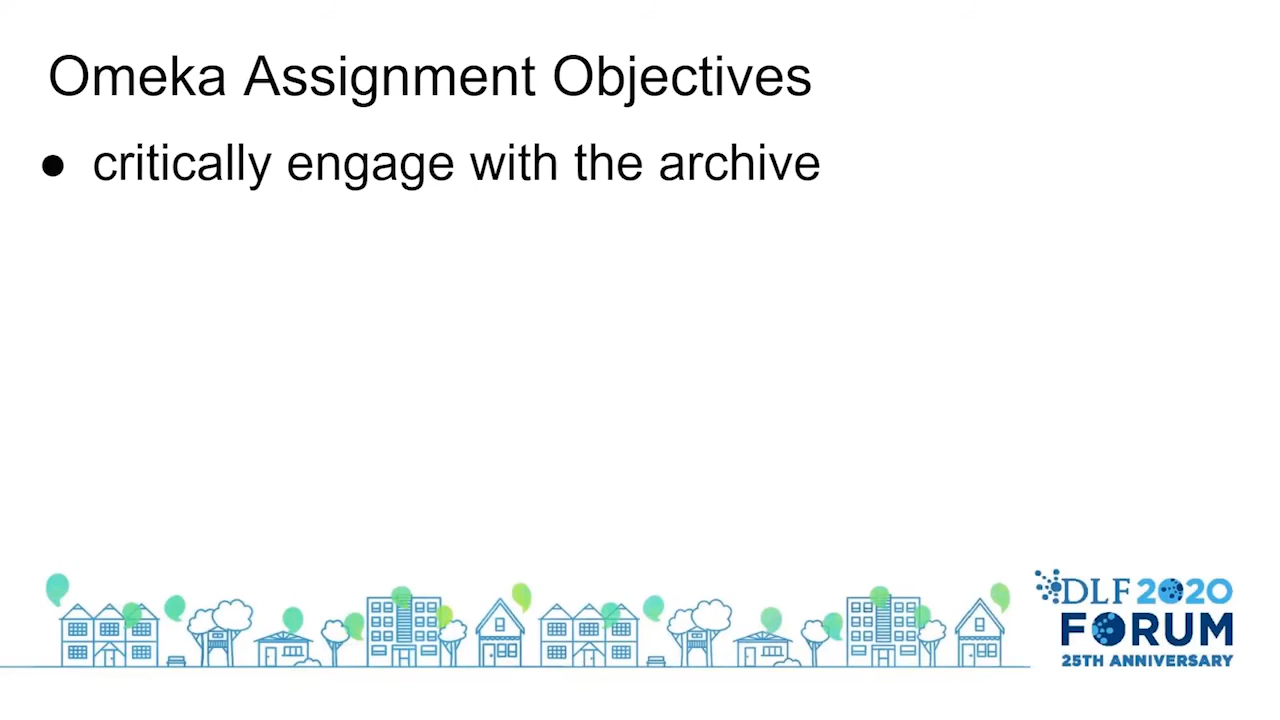 Omeka Assignment Objectives
● critically engage with the archive
DLF 2020
FORUM
25TH ANNIVERSARY